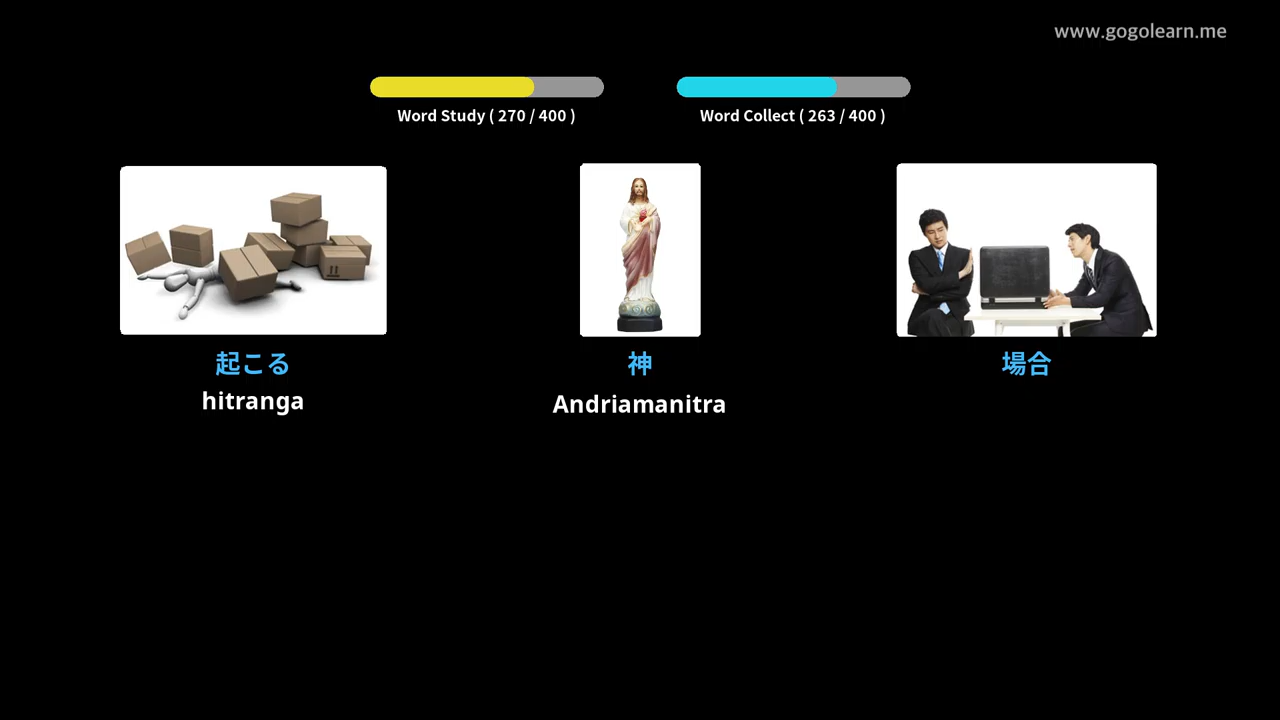 www.gogolearn.me
Word Study ( 270 / 400 )
Word Collect ( 263 / 400 )
起こる
hitranga
神
Andriamanitra
場合